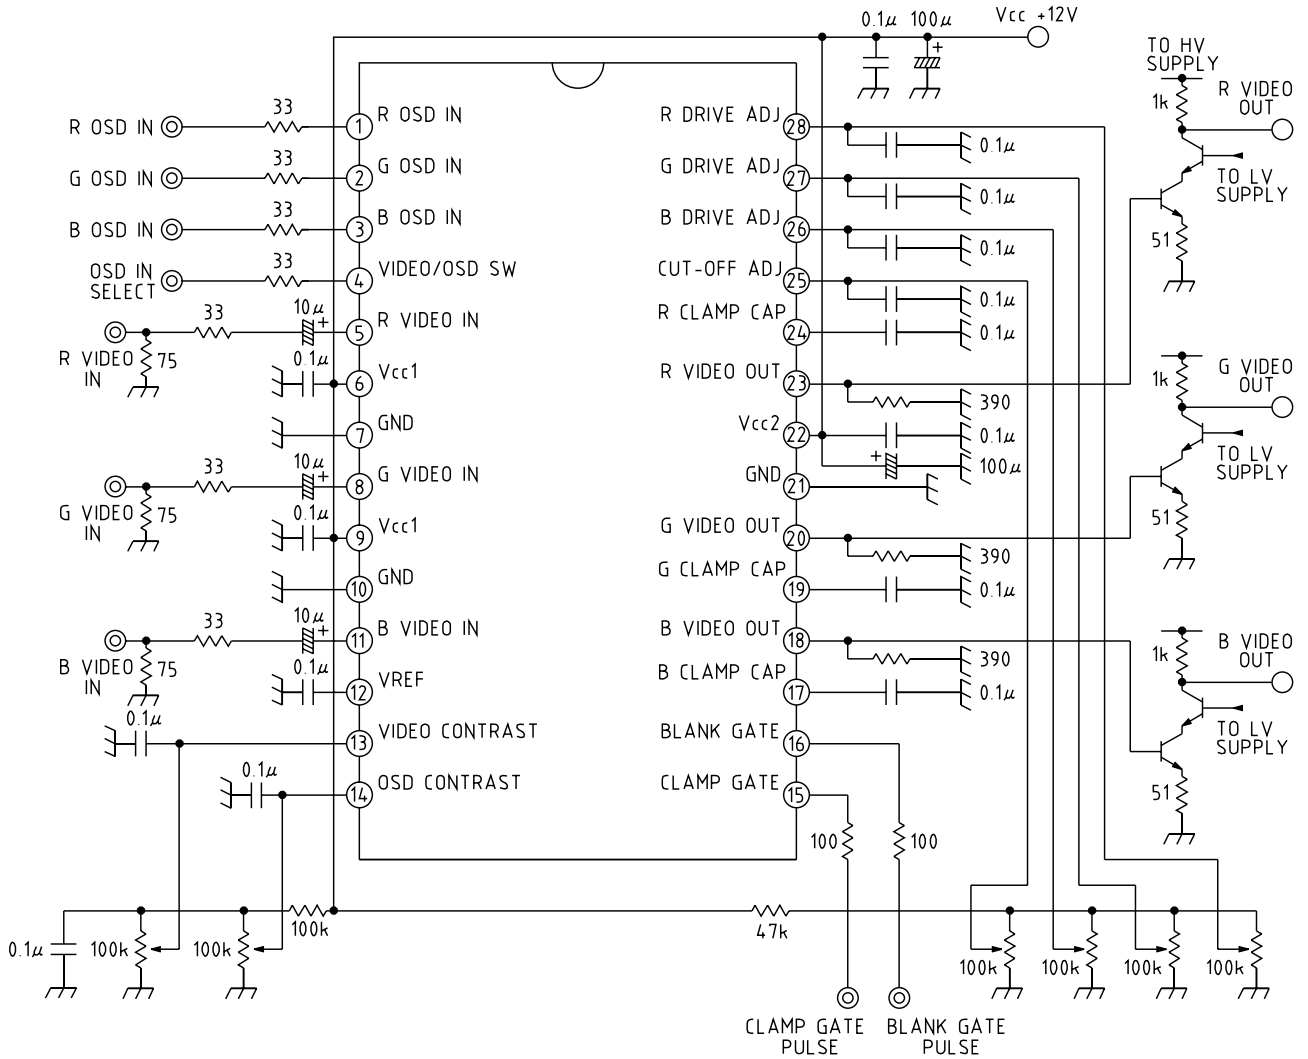 Vcc +12V
0.1μ 100μ
+
TO HV
SUPPLY
1k
R VIDEO
OUT
TO LV
SUPPLY
51
1k
G VIDEO
OUT
TO LV
SUPPLY
51
1k
B VIDEO
OUT
TO LV
SUPPLY
51
R OSD IN
33
1
R OSD IN
G OSD IN
33
2
G OSD IN
B OSD IN
33
3
B OSD IN
OSD IN
SELECT
33
4
VIDEO/OSD SW
R VIDEO
IN
75
33
10μ
+
5
R VIDEO IN
0.1μ
6
Vcc1
7
GND
G VIDEO
IN
75
33
10μ
+
8
G VIDEO IN
0.1μ
9
Vcc1
10
GND
B VIDEO
IN
75
33
10μ
+
11
B VIDEO IN
0.1μ
12
VREF
0.1μ
13
VIDEO CONTRAST
0.1μ
14
OSD CONTRAST
R DRIVE ADJ
28
0.1μ
G DRIVE ADJ
27
0.1μ
B DRIVE ADJ
26
0.1μ
CUT-OFF ADJ
25
0.1μ
R CLAMP CAP
24
0.1μ
R VIDEO OUT
23
390
Vcc2
22
0.1μ
+
100μ
GND
21
G VIDEO OUT
20
390
G CLAMP CAP
19
0.1μ
B VIDEO OUT
18
390
B CLAMP CAP
17
0.1μ
BLANK GATE
16
CLAMP GATE
15
100
100
0.1μ
100k
100k
100k
47k
100k
100k
100k
100k
CLAMP GATE
PULSE
BLANK GATE
PULSE